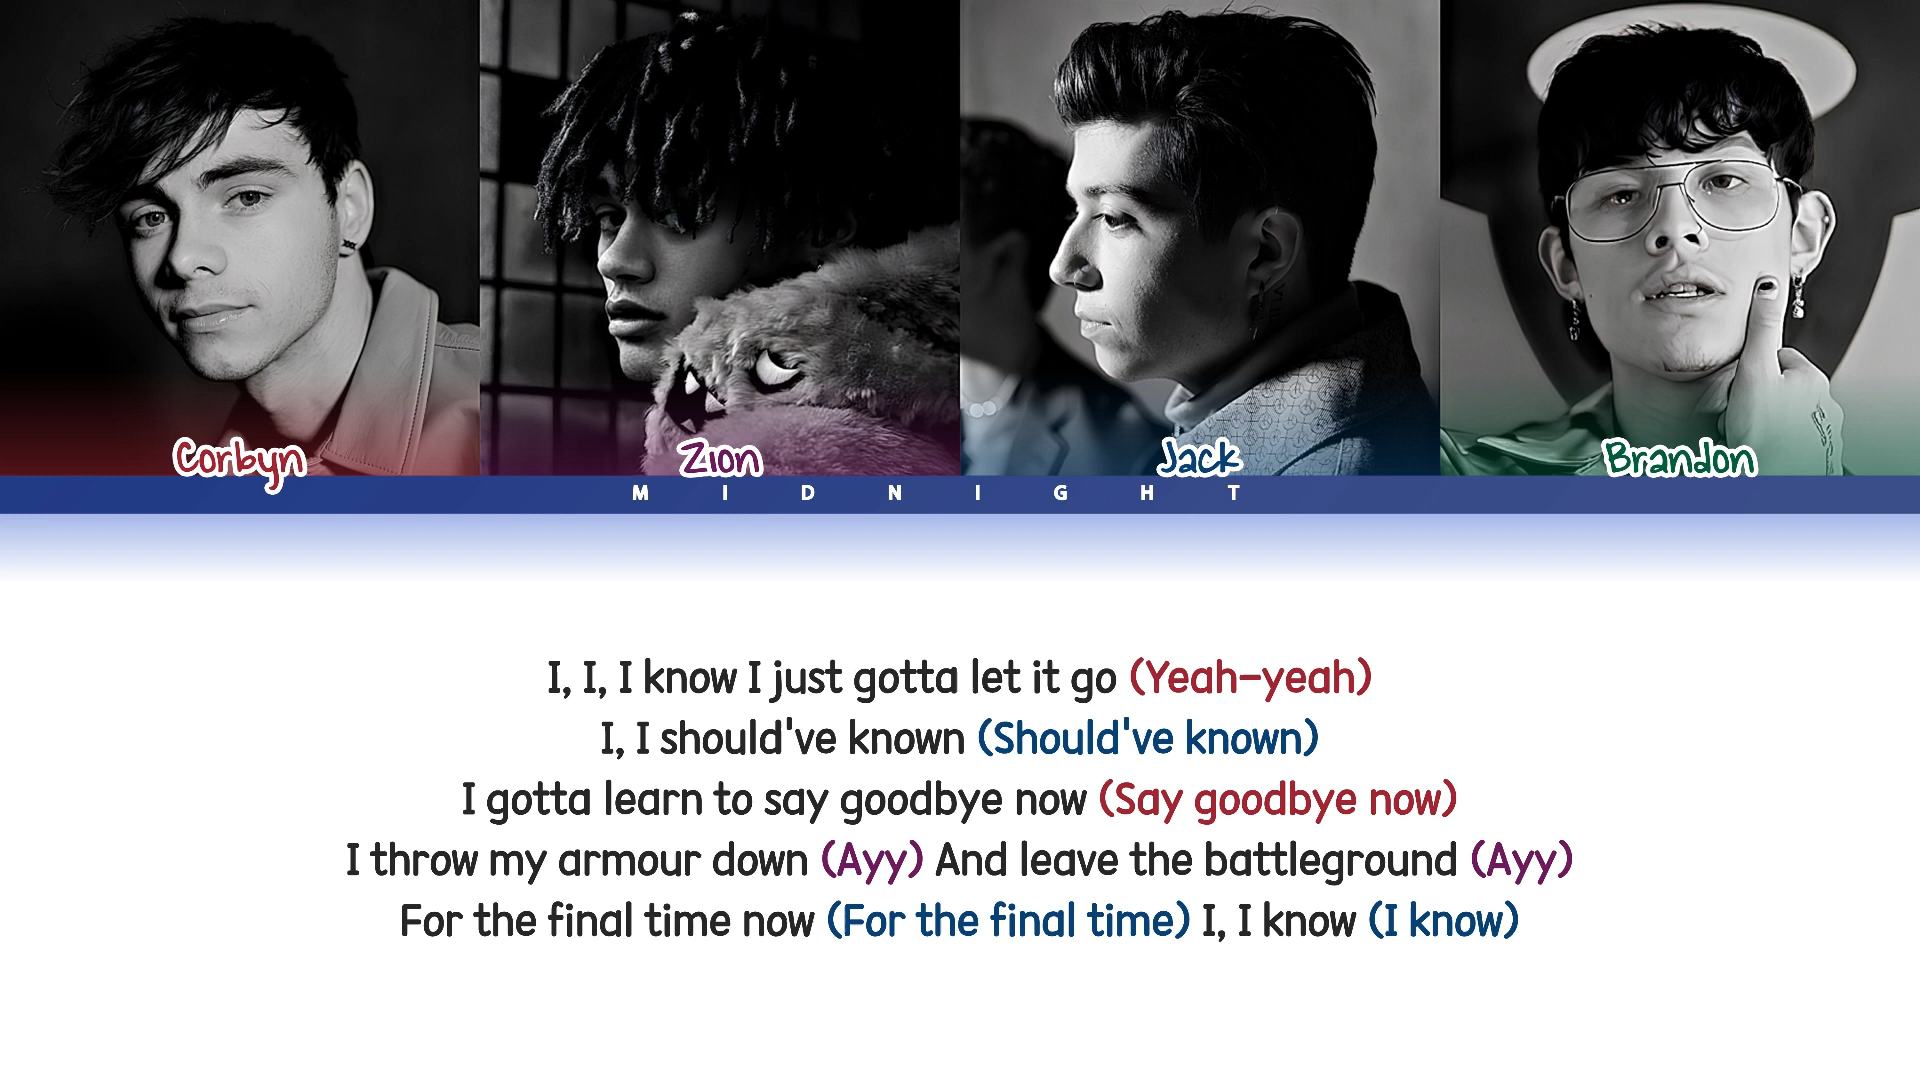 Corbyn Zion Jack Brandon
M I D N I G H T
I, I, I know I just gotta let it go (Yeah-yeah)
I, I should've known (Should've known)
I gotta learn to say goodbye now (Say goodbye now)
I throw my armour down (Ayy) And leave the battleground (Ayy)
For the final time now (For the final time) I, I know (I know)